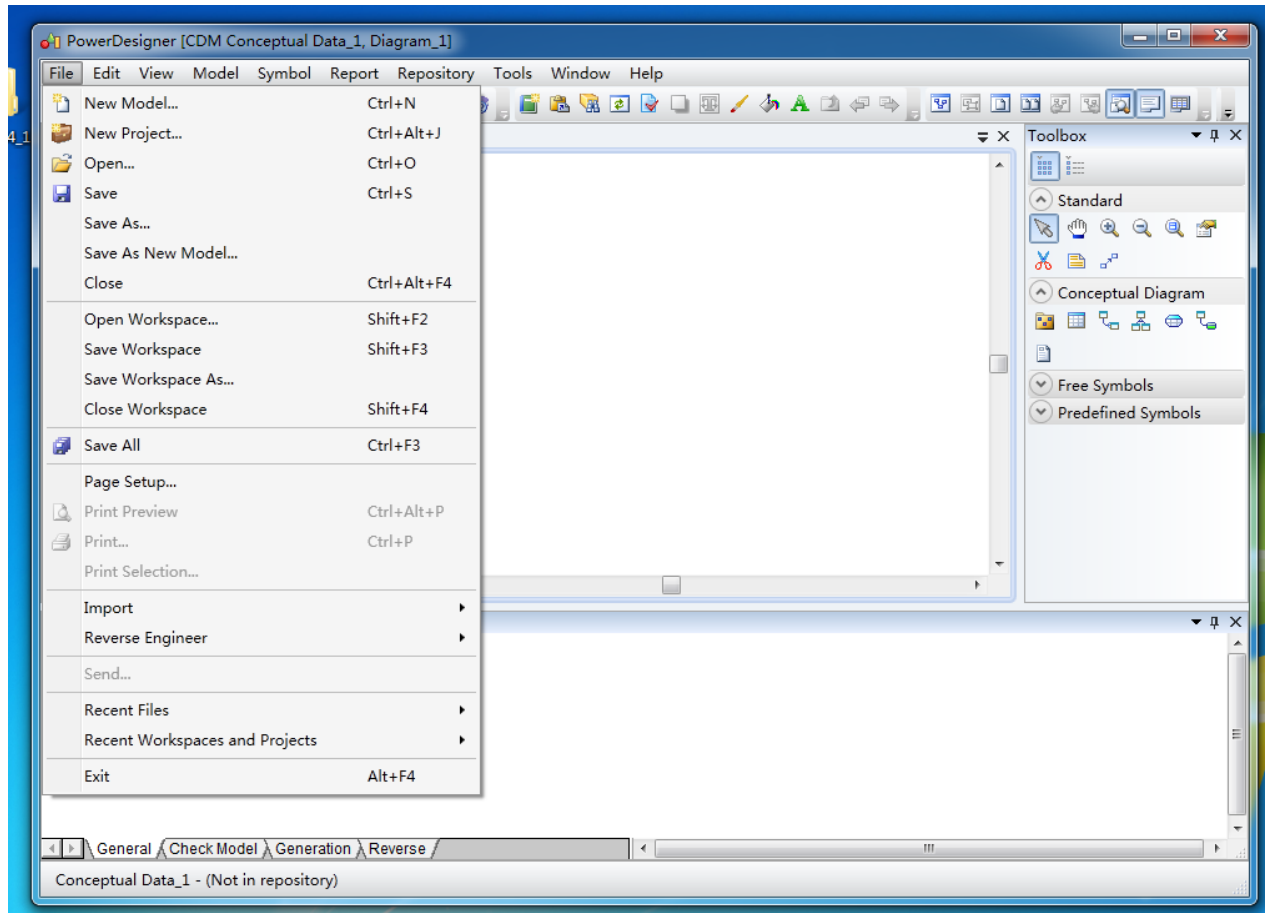 PowerDesigner [CDM Conceptual Data_1, Diagram_1]
File Edit View Model Symbol Report Repository Tools Window Help
New Model... Ctrl+N
New Project... Ctrl+Alt+J
Open... Ctrl+O
Save Ctrl+S
Save As...
Save As New Model...
Close Ctrl+Alt+F4
Open Workspace... Shift+F2
Save Workspace Shift+F3
Save Workspace As...
Close Workspace Shift+F4
Save All Ctrl+F3
Page Setup...
Print Preview Ctrl+Alt+P
Print... Ctrl+P
Print Selection...
Import
Reverse Engineer
Send...
Recent Files
Recent Workspaces and Projects
Exit Alt+F4
4_1
Toolbox
Standard
Conceptual Diagram
Free Symbols
Predefined Symbols
General Check Model Generation Reverse
Conceptual Data_1 - (Not in repository)